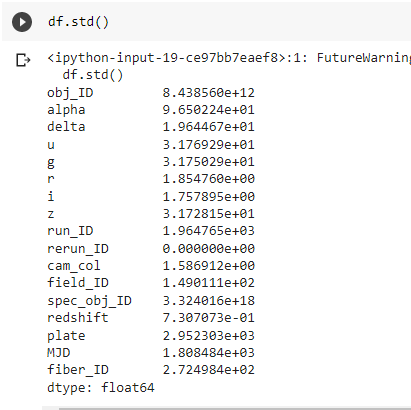 df.std()
<ipython-input-19-ce97bb7eaef8>:1: FutureWarning
df.std()
obj_ID 8.438560e+12
alpha 9.650224e+01
delta 1.964467e+01
u 3.176929e+01
g 3.175029e+01
r 1.854760e+00
i 1.757895e+00
z 3.172815e+01
run_ID 1.964765e+03
rerun_ID 0.000000e+00
cam_col 1.586912e+00
field_ID 1.490111e+02
spec_obj_ID 3.324016e+18
redshift 7.307073e-01
plate 2.952303e+03
MJD 1.808484e+03
fiber_ID 2.724984e+02
dtype: float64